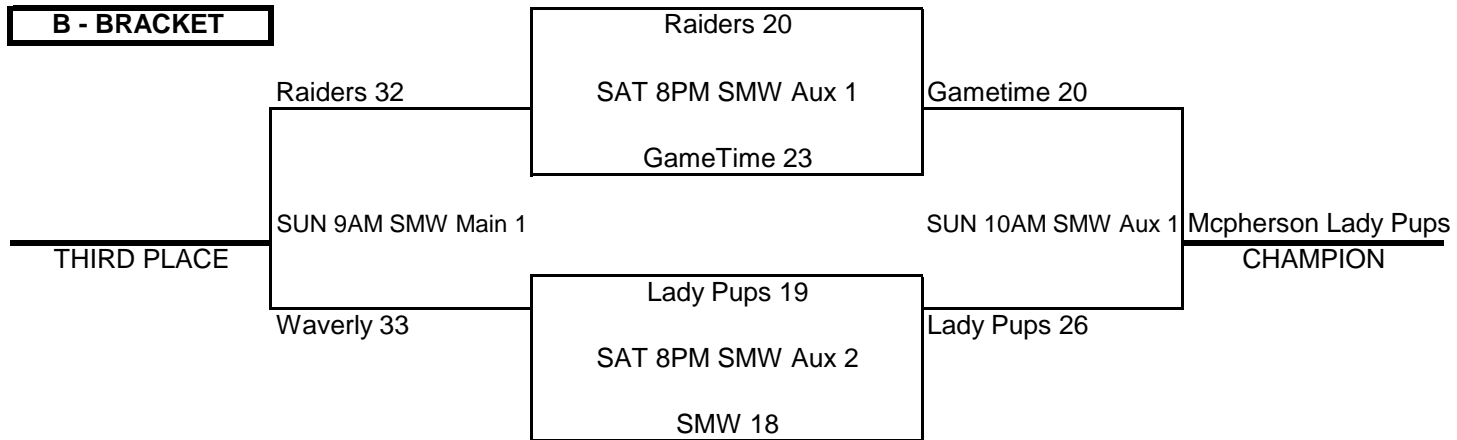 B - BRACKET
Raiders 20
Raiders 32
SAT 8PM SMW Aux 1
Gametime 20
GameTime 23
SUN 9AM SMW Main 1
SUN 10AM SMW Aux 1
Mcpherson Lady Pups
THIRD PLACE
CHAMPION
Lady Pups 19
Waverly 33
Lady Pups 26
SAT 8PM SMW Aux 2
SMW 18